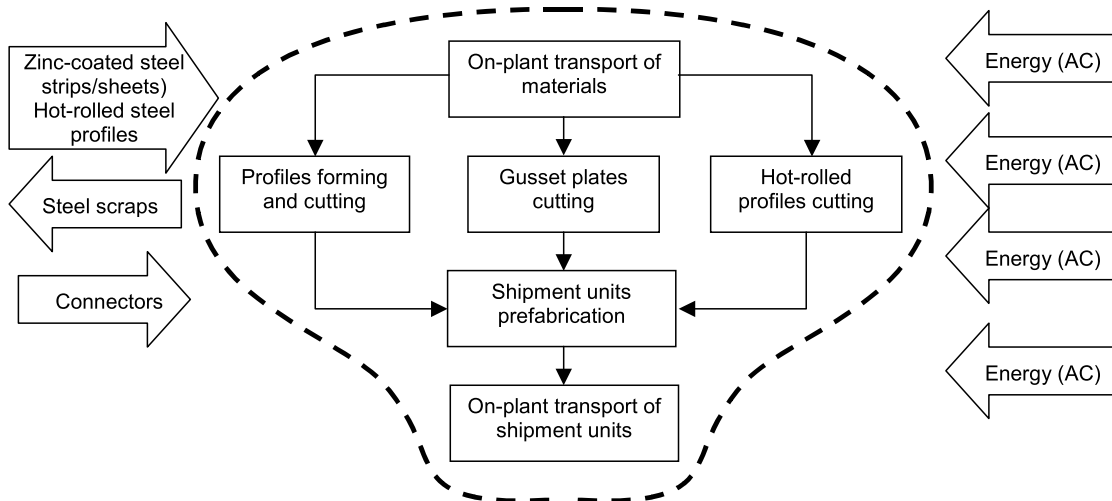 Zinc-coated steel
strips/sheets)
Hot-rolled steel
profiles
On-plant transport of
materials
Energy (AC)
Steel scraps
Profiles forming
and cutting
Gusset plates
cutting
Hot-rolled
profiles cutting
Energy (AC)
Connectors
Shipment units
prefabrication
Energy (AC)
On-plant transport of
shipment units
Energy (AC)